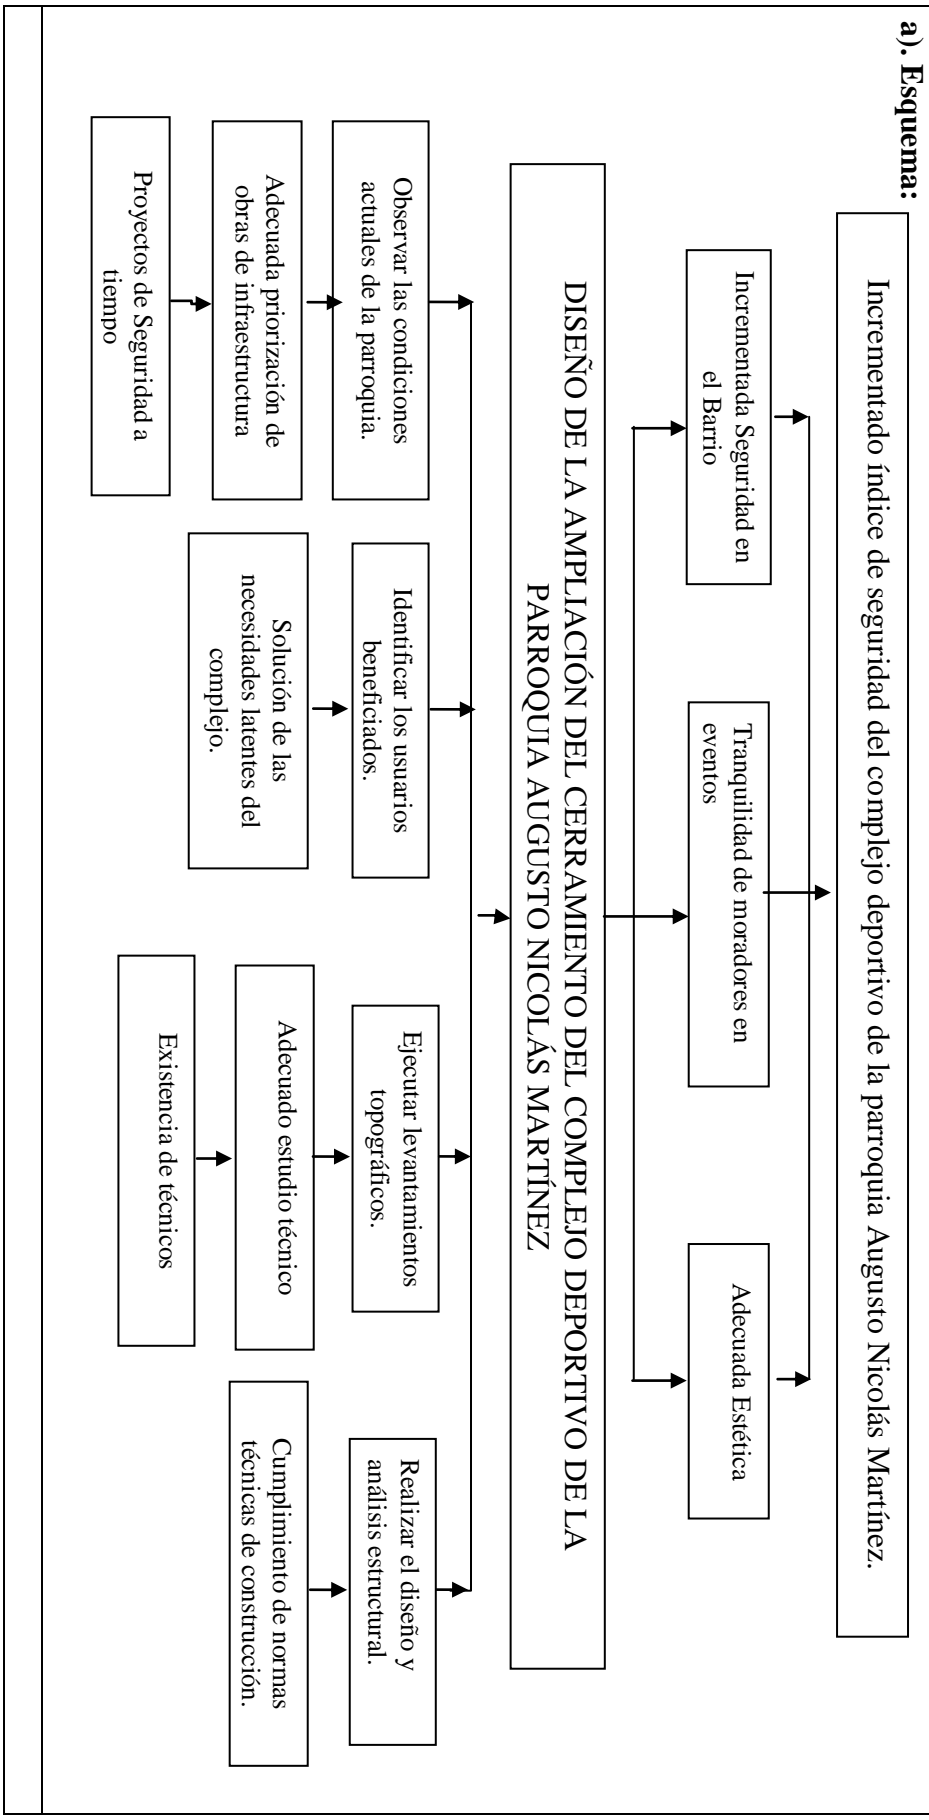 a). Esquema:
Incrementado índice de seguridad del complejo deportivo de la parroquia Augusto Nicolás Martínez.
Incrementada Seguridad en
el Barrio
Tranquilidad de moradores en
eventos
Adecuada Estética
DISEÑO DE LA AMPLIACIÓN DEL CERRAMIENTO DEL COMPLEJO DEPORTIVO DE LA
PARROQUIA AUGUSTO NICOLÁS MARTÍNEZ
Observar las condiciones
actuales de la parroquia.
Identificar los usuarios
beneficiados.
Ejecutar levantamientos
topográficos.
Realizar el diseño y
análisis estructural.
Adecuada priorización de
obras de infraestructura
Solución de las
necesidades latentes del
complejo.
Adecuado estudio técnico
Cumplimiento de normas
técnicas de construcción.
Proyectos de Seguridad a
tiempo
Existencia de técnicos